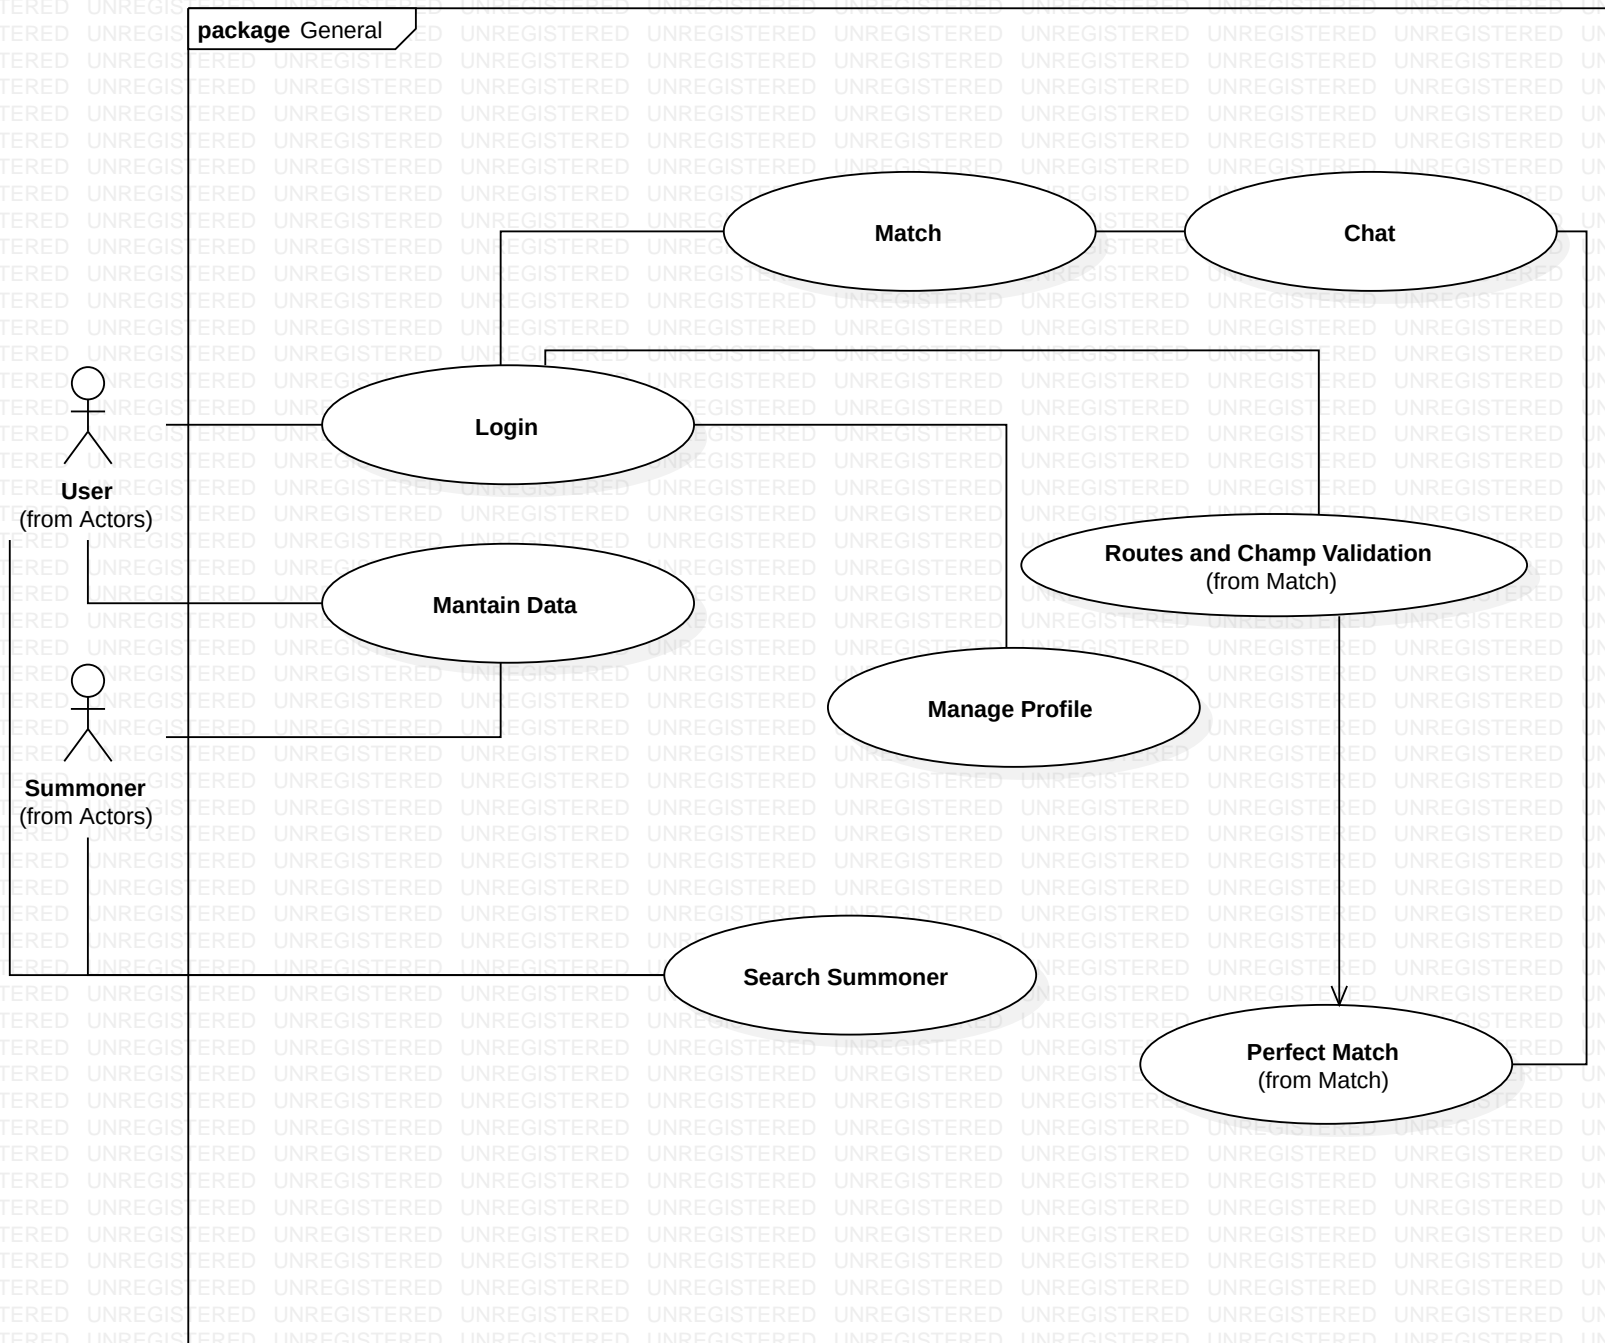 package General
Match
Chat
Login
User
(from Actors)
Routes and Champ Validation
(from Match)
Mantain Data
Manage Profile
Summoner
(from Actors)
Search Summoner
Perfect Match
(from Match)
UNREGISTERED